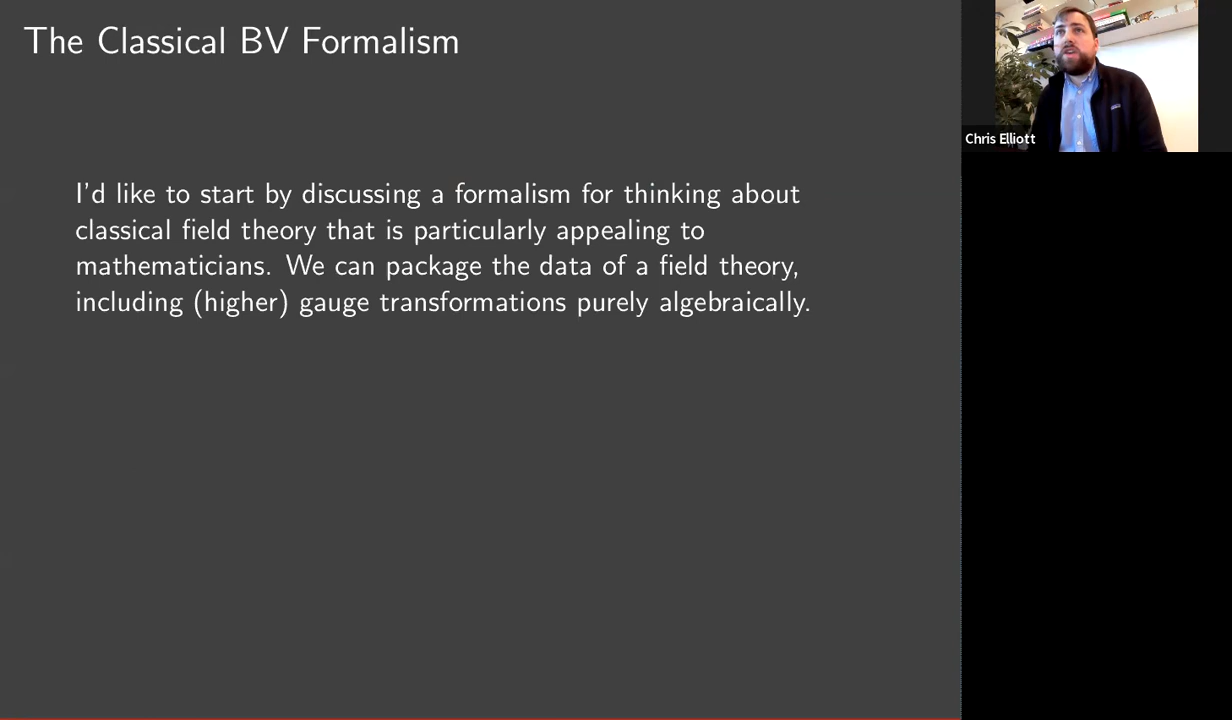 The Classical BV Formalism
I'd like to start by discussing a formalism for thinking about
classical field theory that is particularly appealing to
mathematicians. We can package the data of a field theory,
including (higher) gauge transformations purely algebraically.
Chris Elliott